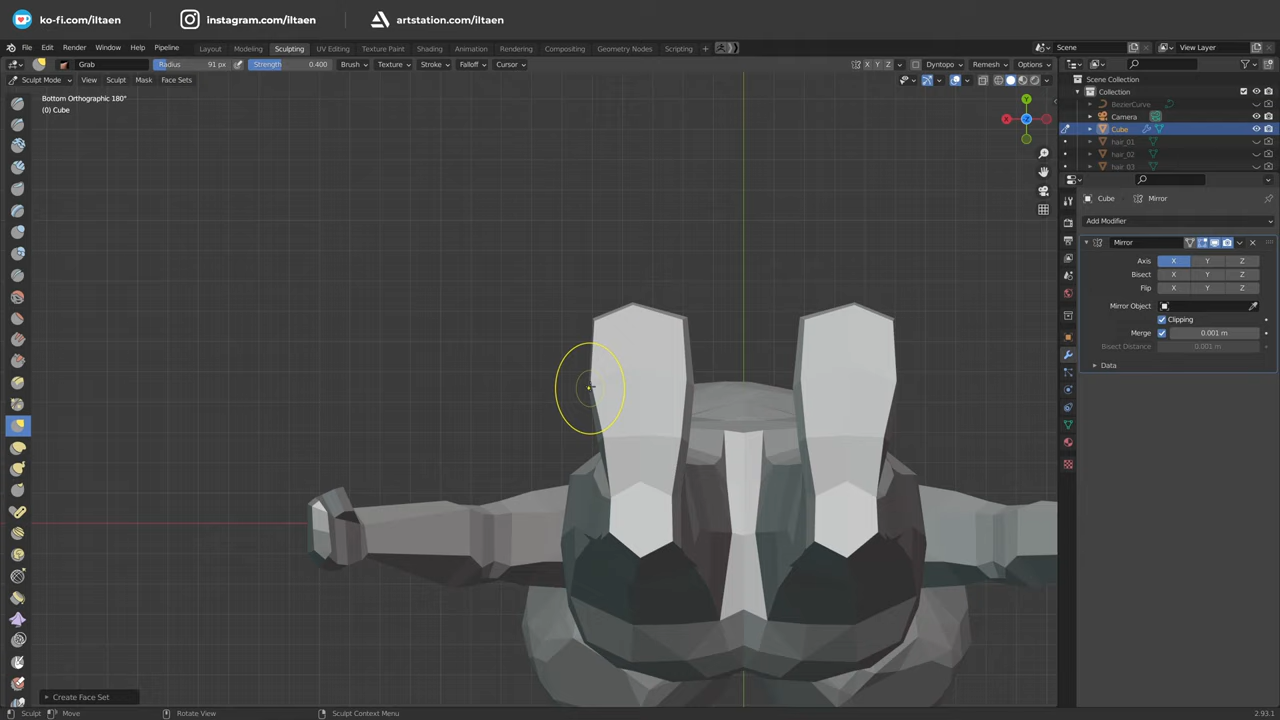 ko-fi.com/iltaen
instagram.com/iltaen
artstation.com/iltaen
File Edit Render Window Help Pipeline Layout Modeling Sculpting UV Editing Texture Paint Shading Animation Rendering Compositing Geometry Nodes Scripting + Scene View Layer
Grab Radius 91 px Strength 0.400 Brush Texture Stroke Falloff Cursor X Y Z Dyntopo Remesh Options
Sculpt Mode View Sculpt Mask Face Sets
Bottom Orthographic 180°
(0) Cube
Y
X
Z
Scene Collection
Collection
BezierCurve
Camera
Cube
hair_01
hair_02
hair_03
Cube Mirror
Add Modifier
Mirror
Axis X Y Z
Bisect X Y Z
Flip X Y Z
Mirror Object
Clipping
Merge 0.001 m
Bisect Distance 0.001 m
Data
Create Face Set
Sculpt Move Rotate View Sculpt Context Menu 2.93.1